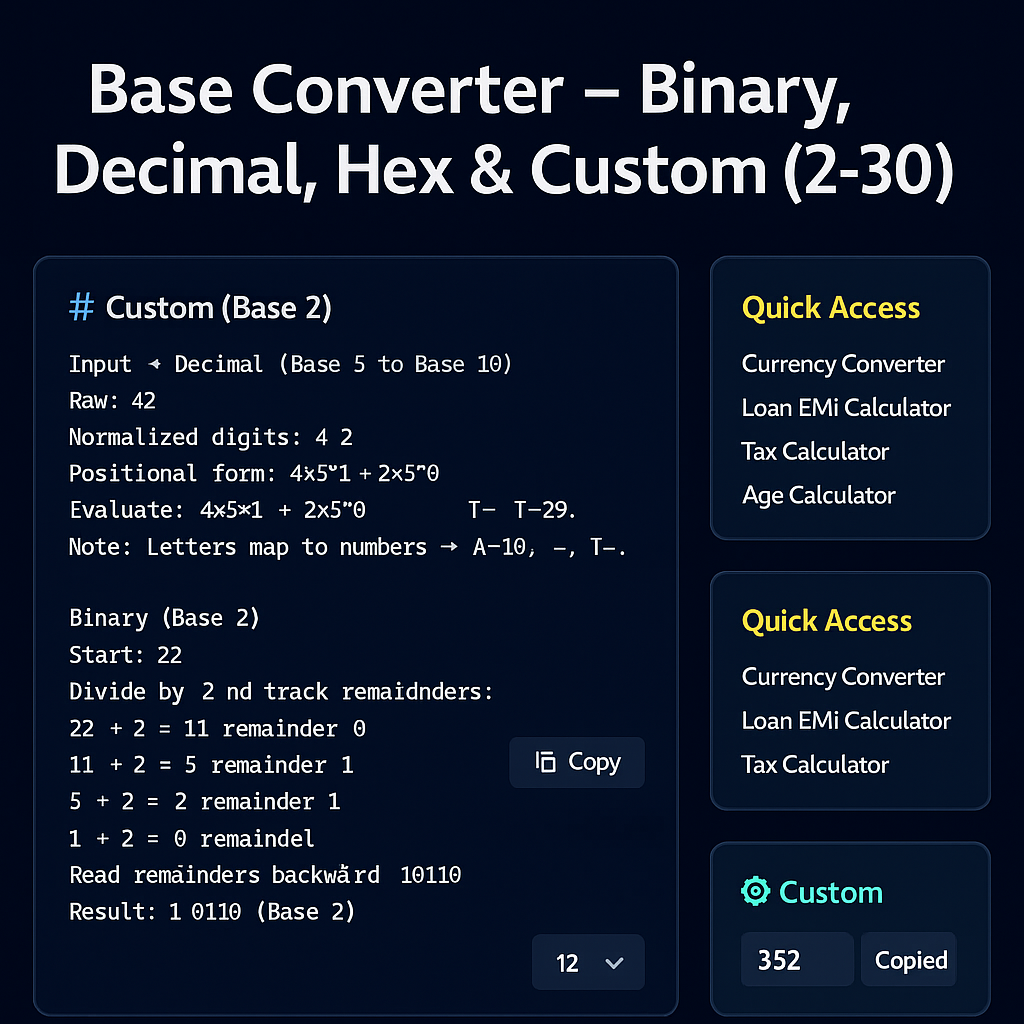 Base Converter – Binary,
Decimal, Hex & Custom (2-30)
# Custom (Base 2)
Input ✦ Decimal (Base 5 to Base 10)
Raw: 42
Normalized digits: 4 2
Positional form: 4×5^1 + 2×5^0
Evaluate: 4×5*1 + 2×5"0 T− T−29.
Note: Letters map to numbers → A−10, −, T−.
Binary (Base 2)
Start: 22
Divide by 2 nd track remaidnders:
22 + 2 = 11 remainder 0
11 + 2 = 5 remainder 1
5 + 2 = 2 remainder 1
1 + 2 = 0 remaindel
Read remainders backwărd 10110
Result: 1 0110 (Base 2)
Copy
12
Quick Access
Currency Converter
Loan EMi Calculator
Tax Calculator
Age Calculator
Quick Access
Currency Converter
Loan EMi Calculator
Tax Calculator
Custom
352
Copied